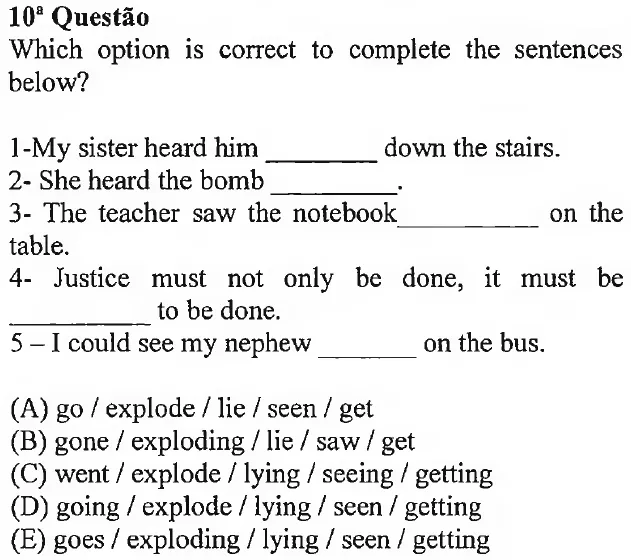 10ª Questão
Which option is correct to complete the sentences
below?
1-My sister heard him ________ down the stairs.
2- She heard the bomb _________.
3- The teacher saw the notebook__________ on the
table.
4- Justice must not only be done, it must be
__________ to be done.
5 – I could see my nephew _______ on the bus.
(A) go / explode / lie / seen / get
(B) gone / exploding / lie / saw / get
(C) went / explode / lying / seeing / getting
(D) going / explode / lying / seen / getting
(E) goes / exploding / lying / seen / getting